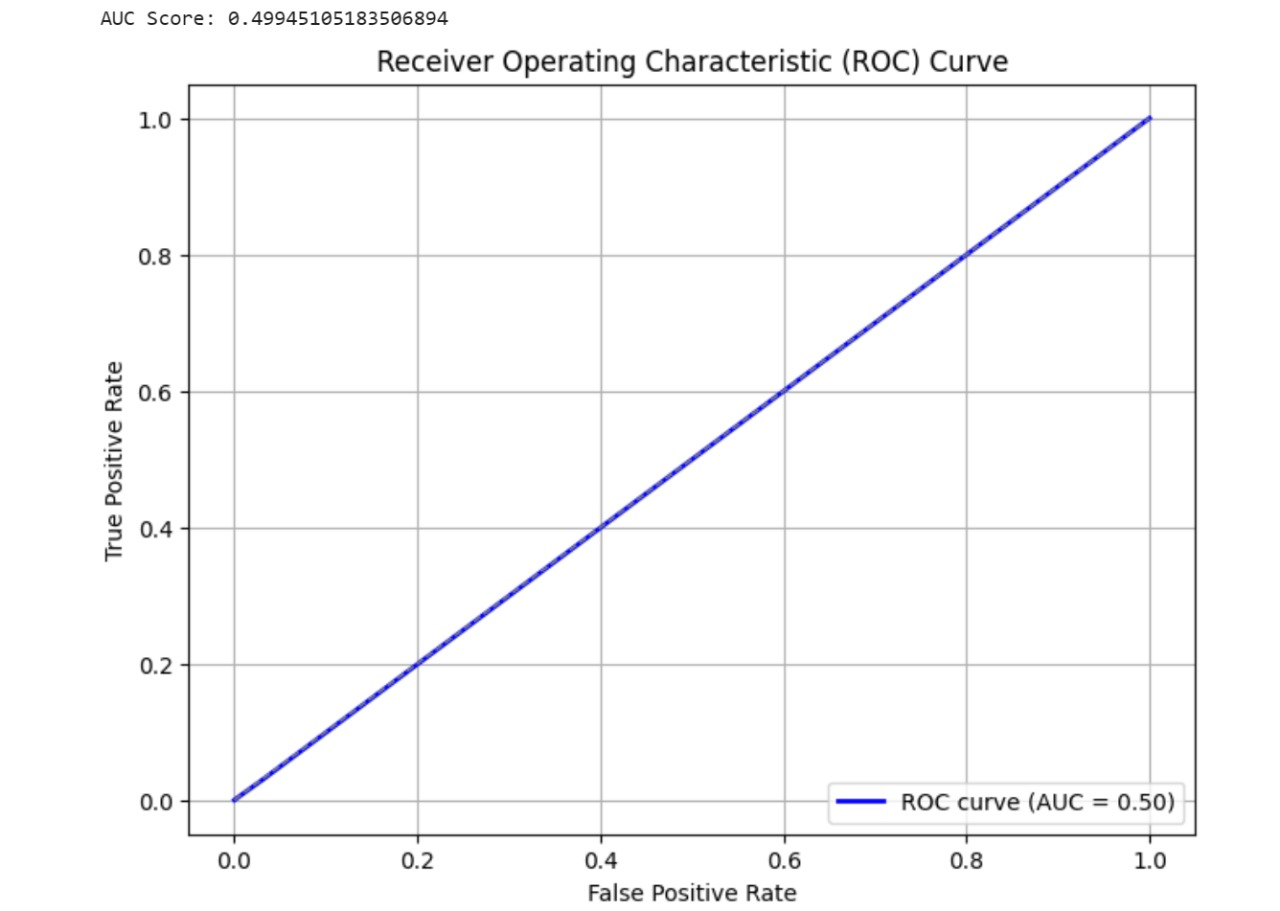 AUC Score: 0.49945105183506894
Receiver Operating Characteristic (ROC) Curve
1.0
0.8
0.6
0.4
0.2
0.0
True Positive Rate
ROC curve (AUC = 0.50)
0.0 0.2 0.4 0.6 0.8 1.0
False Positive Rate